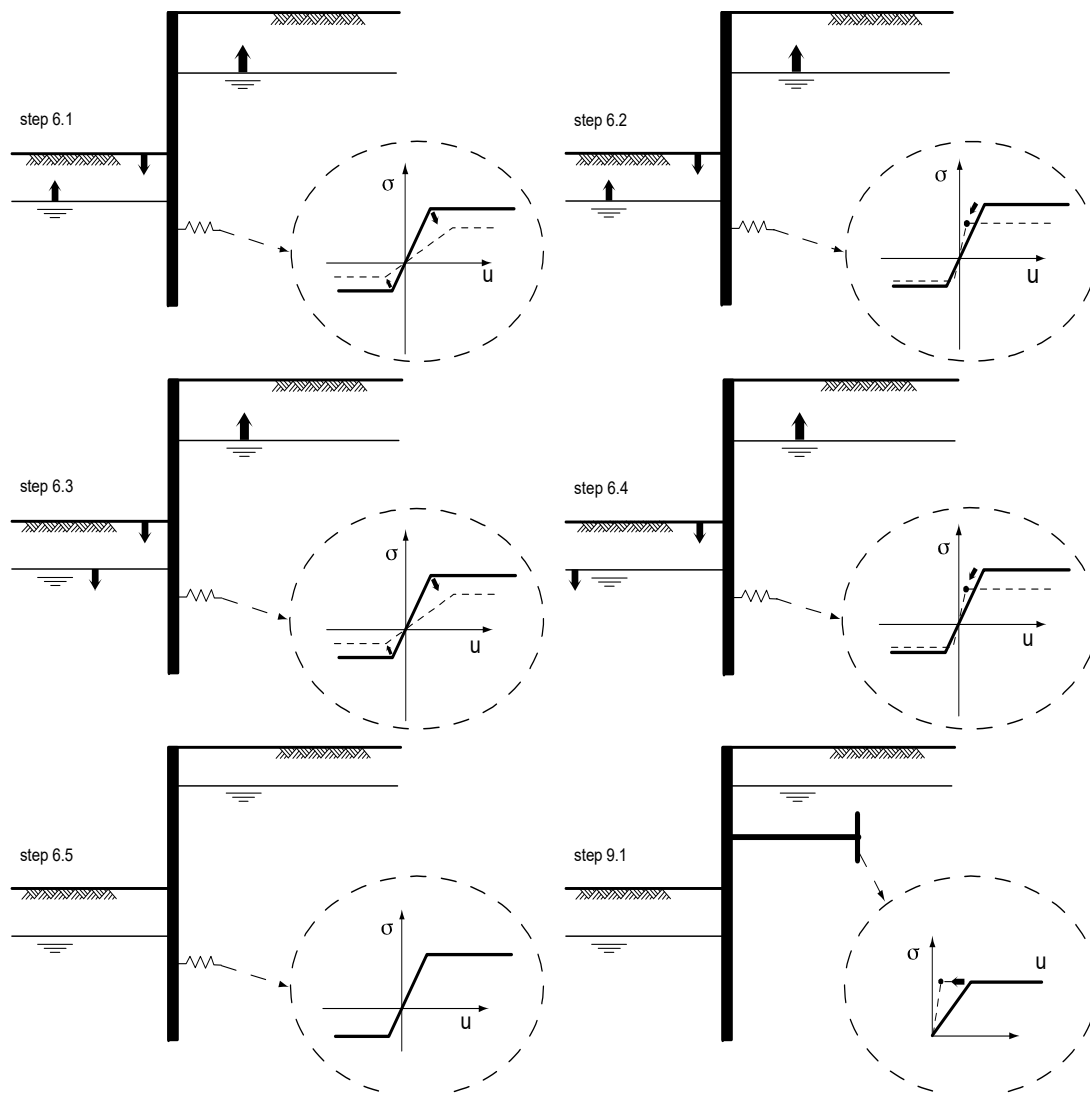 step 6.1
σ
u
step 6.2
σ
u
step 6.3
σ
u
step 6.4
σ
u
step 6.5
σ
u
step 9.1
σ
u